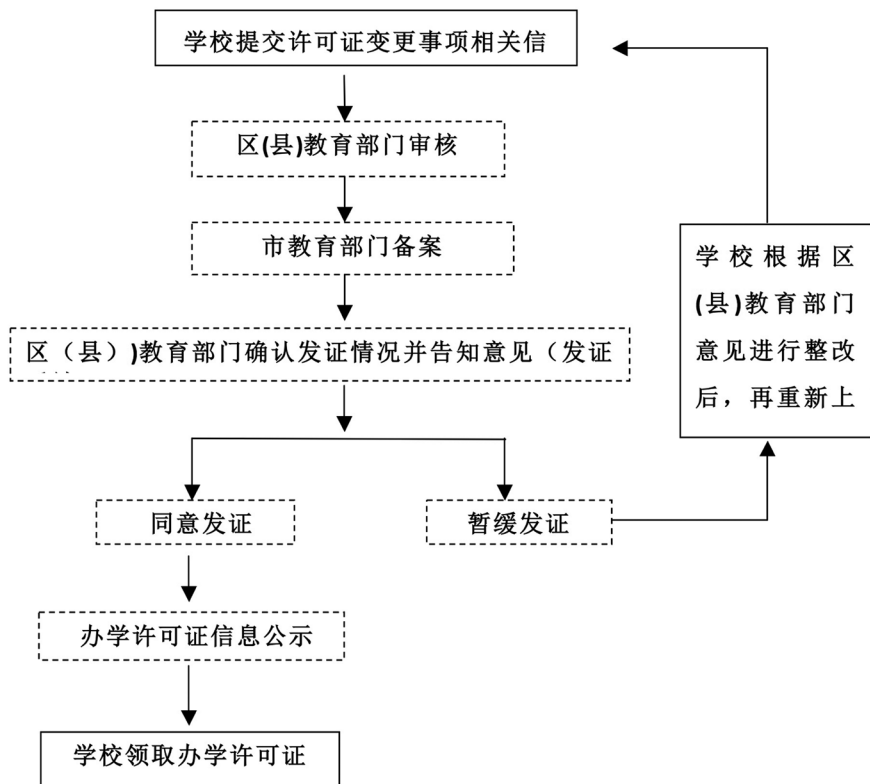 学校提交许可证变更事项相关信
区(县)教育部门审核
市教育部门备案
区（县）)教育部门确认发证情况并告知意见（发证
同意发证
暂缓发证
办学许可证信息公示
学校领取办学许可证
学校根据区
(县)教育部门
意见进行整改
后，再重新上